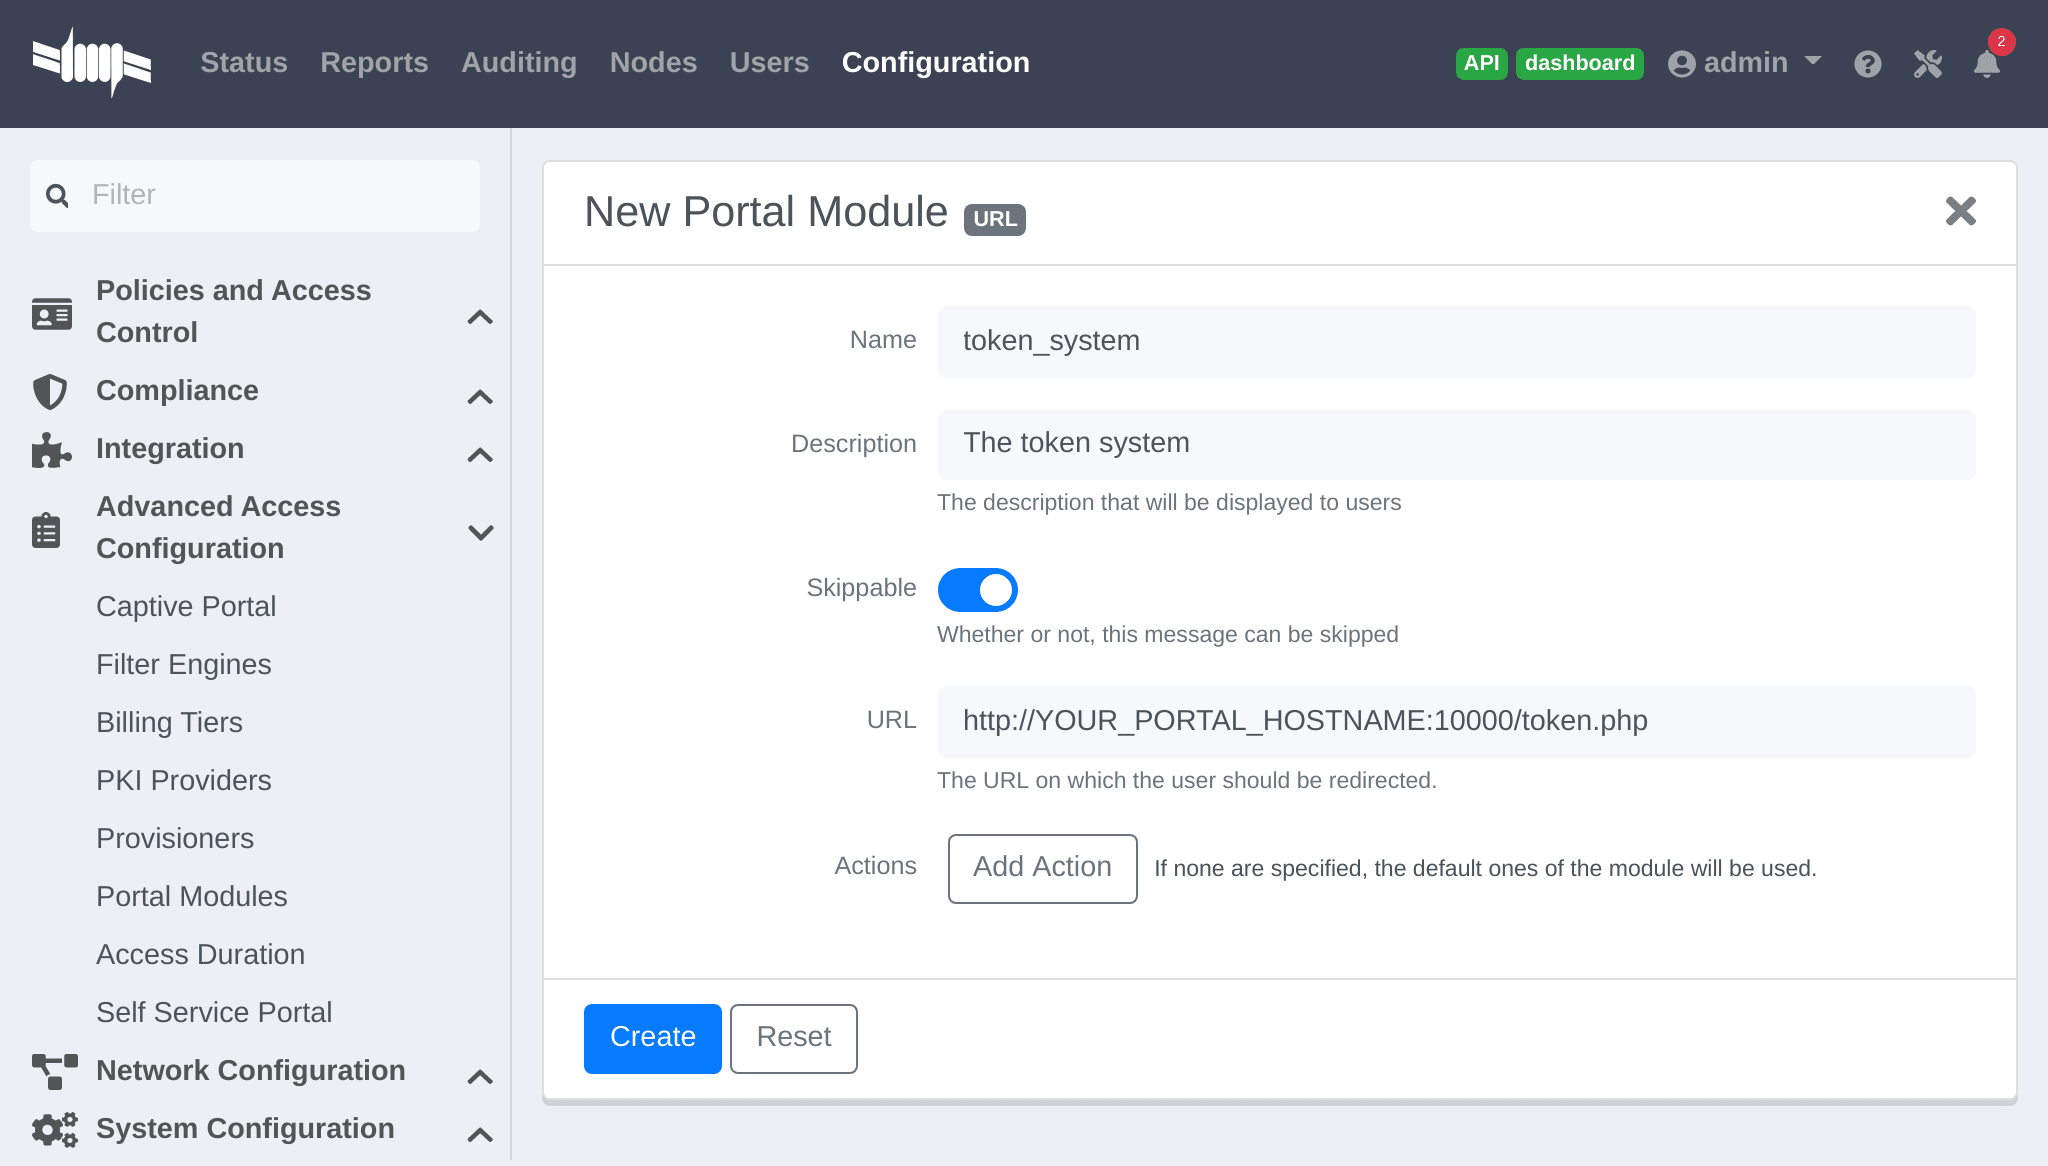 Status Reports Auditing Nodes Users Configuration API dashboard admin 2
Filter
Policies and Access
Control
Compliance
Integration
Advanced Access
Configuration
Captive Portal
Filter Engines
Billing Tiers
PKI Providers
Provisioners
Portal Modules
Access Duration
Self Service Portal
Network Configuration
System Configuration
New Portal Module URL
Name token_system
Description The token system
The description that will be displayed to users
Skippable
Whether or not, this message can be skipped
URL http://YOUR_PORTAL_HOSTNAME:10000/token.php
The URL on which the user should be redirected.
Actions Add Action If none are specified, the default ones of the module will be used.
Create Reset